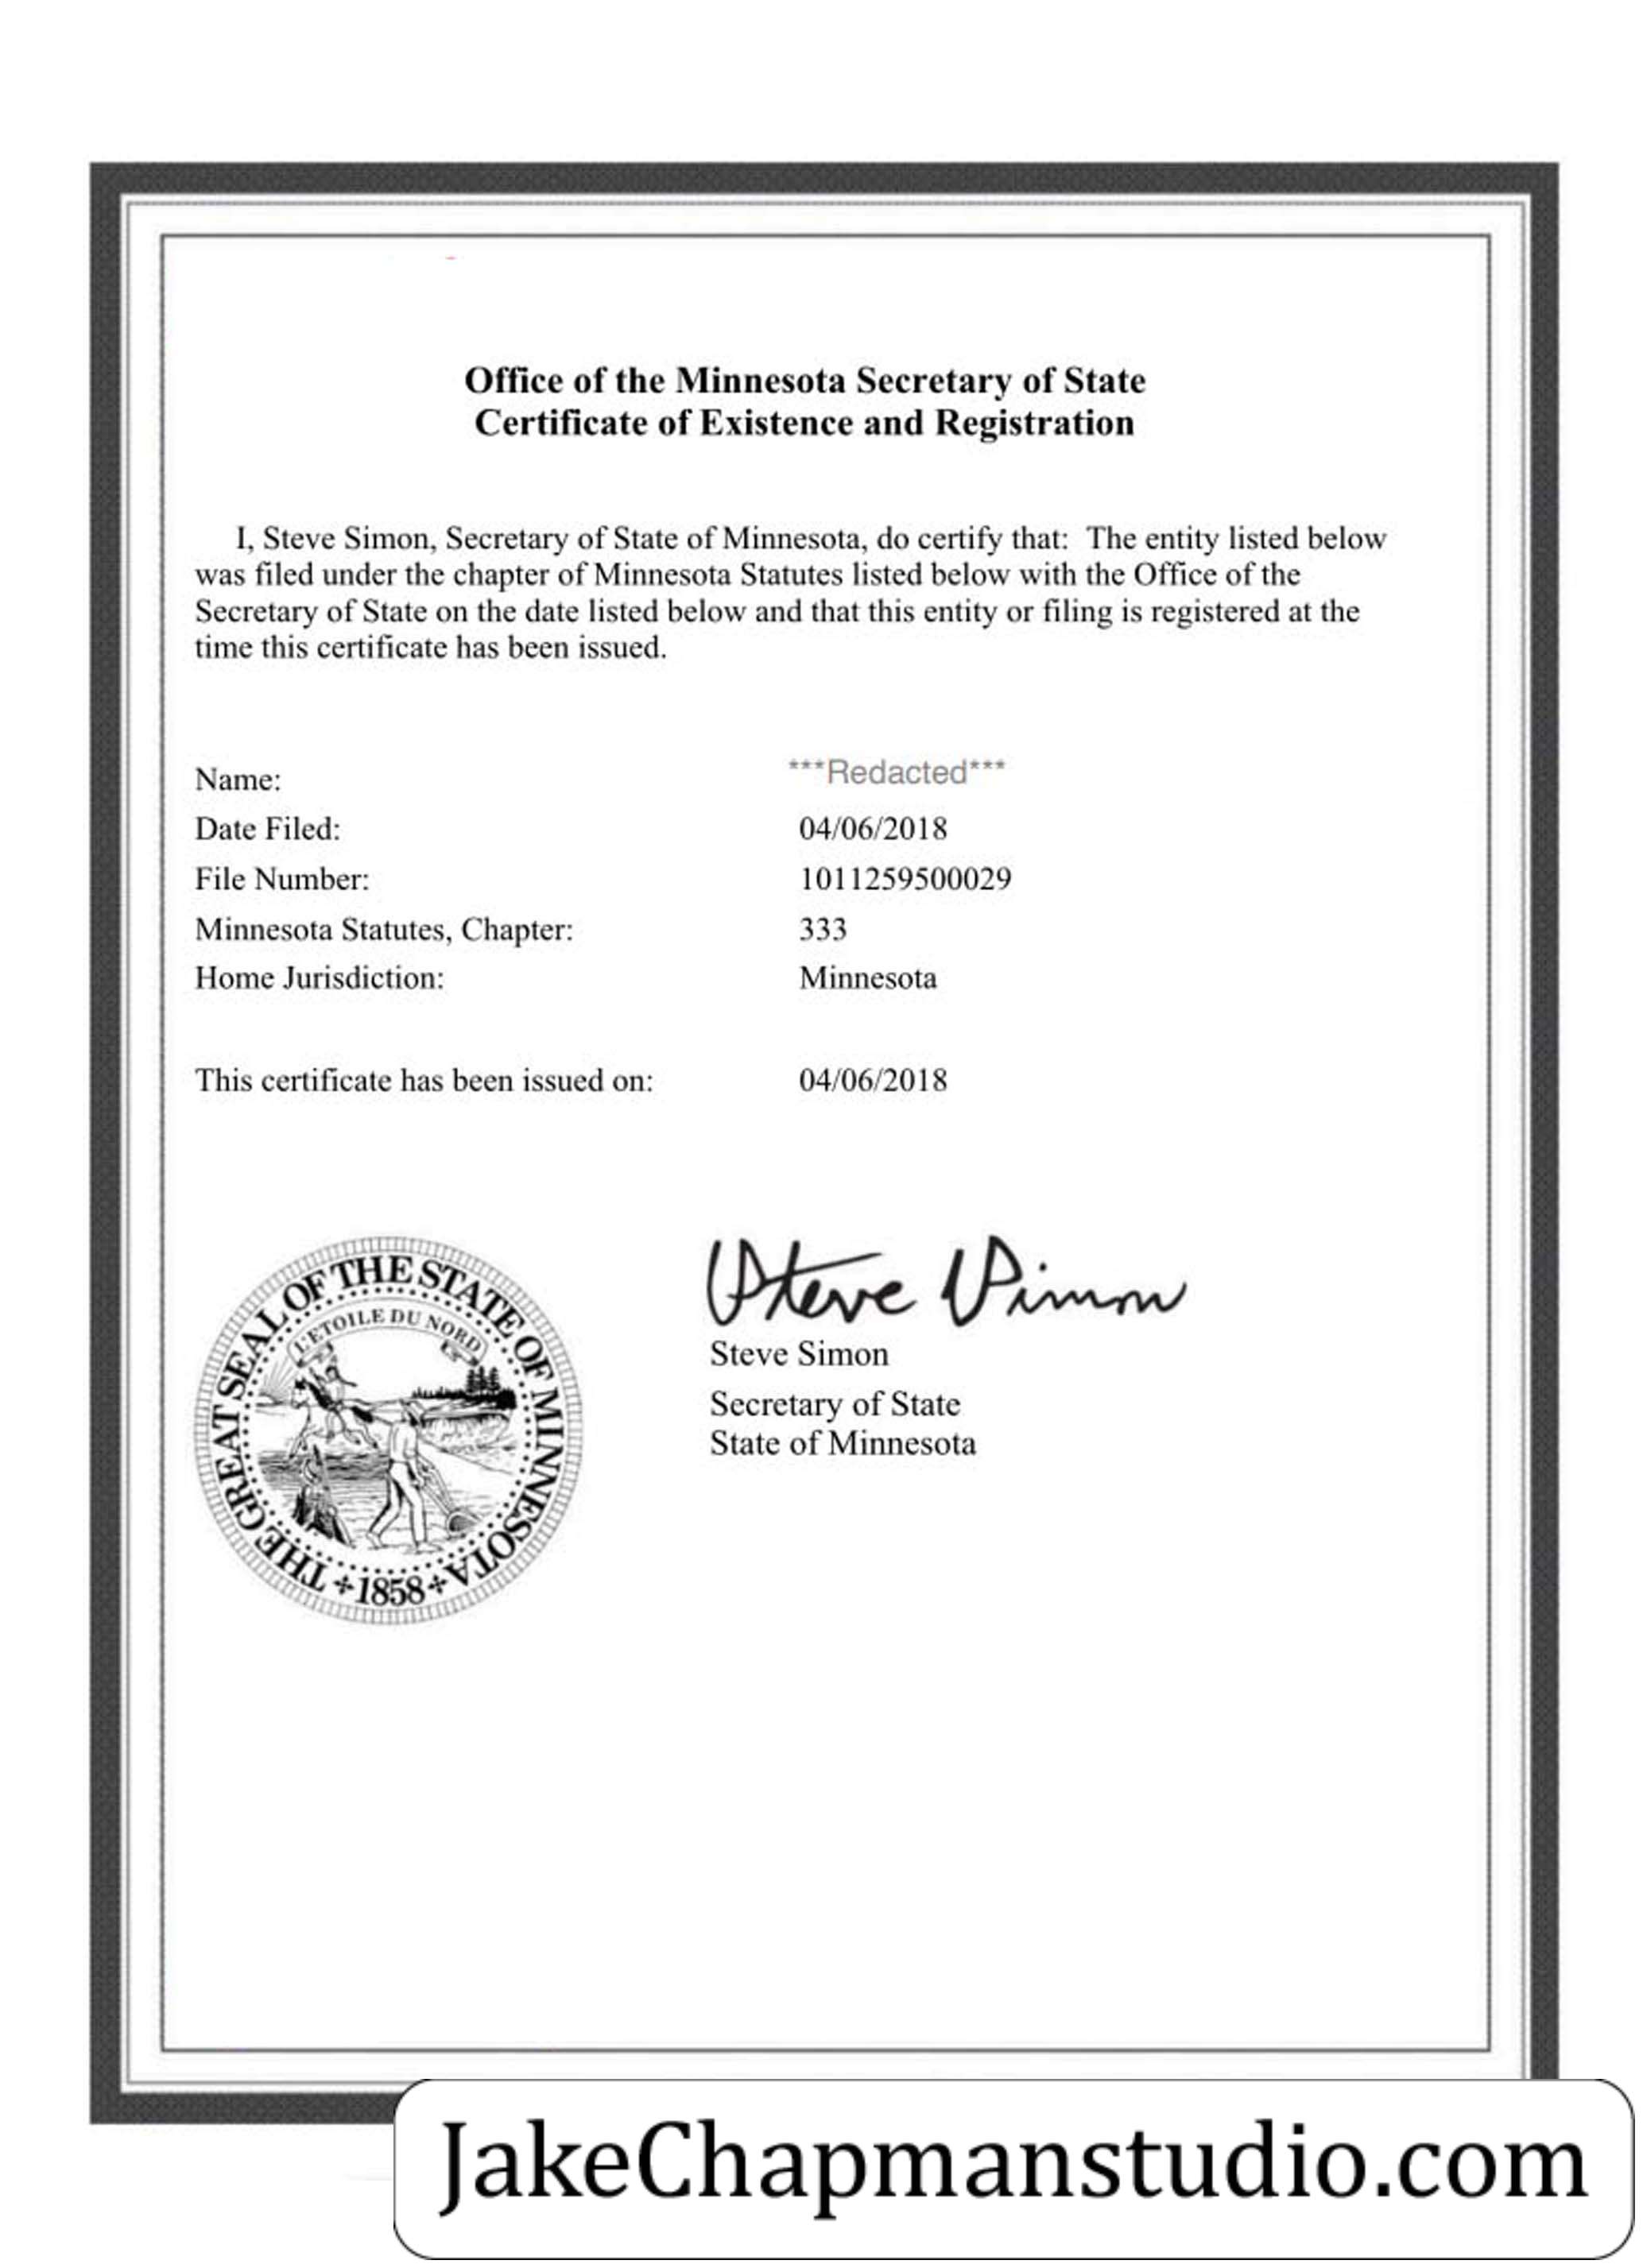 Office of the Minnesota Secretary of State
Certificate of Existence and Registration
I, Steve Simon, Secretary of State of Minnesota, do certify that:  The entity listed below
was filed under the chapter of Minnesota Statutes listed below with the Office of the
Secretary of State on the date listed below and that this entity or filing is registered at the
time this certificate has been issued.
Name: ***Redacted***
Date Filed: 04/06/2018
File Number: 1011259500029
Minnesota Statutes, Chapter: 333
Home Jurisdiction: Minnesota
This certificate has been issued on: 04/06/2018
THE GREAT SEAL OF THE STATE OF MINNESOTA
L'ETOILE DU NORD
1858
Steve Simon
Steve Simon
Secretary of State
State of Minnesota
JakeChapmanstudio.com